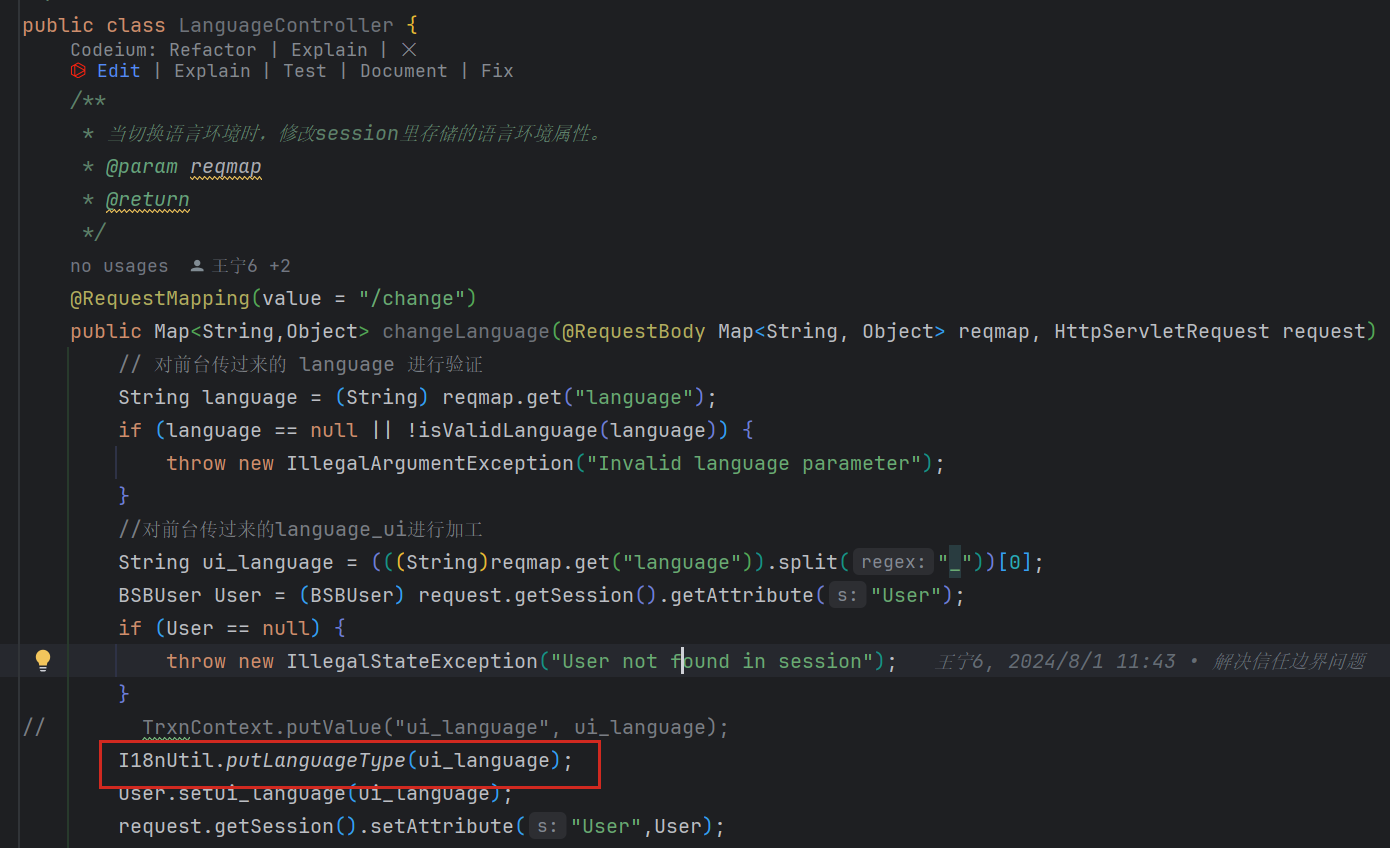 public class LanguageController {
Codeium: Refactor | Explain | ×
Edit | Explain | Test | Document | Fix
/**
* 当切换语言环境时，修改session里存储的语言环境属性。
* @param reqmap
* @return
*/
no usages 王宁6 +2
@RequestMapping(value = "/change")
public Map<String,Object> changeLanguage(@RequestBody Map<String, Object> reqmap, HttpServletRequest request)
// 对前台传过来的 language 进行验证
String language = (String) reqmap.get("language");
if (language == null || !isValidLanguage(language)) {
throw new IllegalArgumentException("Invalid language parameter");
}
//对前台传过来的language_ui进行加工
String ui_language = (((String)reqmap.get("language")).split( regex: "_"))[0];
BSBUser User = (BSBUser) request.getSession().getAttribute( s: "User");
if (User == null) {
throw new IllegalStateException("User not found in session"); 王宁6, 2024/8/1 11:43 • 解决信任边界问题
}
// TrxnContext.putValue("ui_language", ui_language);
I18nUtil.putLanguageType(ui_language);
User.setUi_language(ui_language);
request.getSession().setAttribute( s: "User",User);